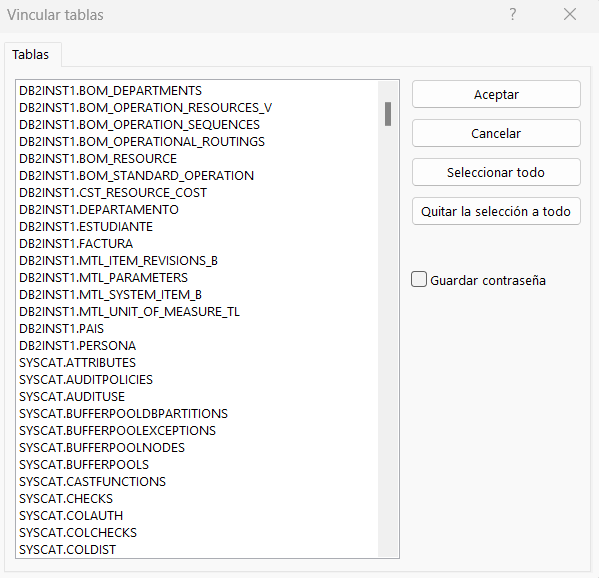 Vincular tablas
Tablas
DB2INST1.BOM_DEPARTMENTS
DB2INST1.BOM_OPERATION_RESOURCES_V
DB2INST1.BOM_OPERATION_SEQUENCES
DB2INST1.BOM_OPERATIONAL_ROUTINGS
DB2INST1.BOM_RESOURCE
DB2INST1.BOM_STANDARD_OPERATION
DB2INST1.CST_RESOURCE_COST
DB2INST1.DEPARTAMENTO
DB2INST1.ESTUDIANTE
DB2INST1.FACTURA
DB2INST1.MTL_ITEM_REVISIONS_B
DB2INST1.MTL_PARAMETERS
DB2INST1.MTL_SYSTEM_ITEM_B
DB2INST1.MTL_UNIT_OF_MEASURE_TL
DB2INST1.PAIS
DB2INST1.PERSONA
SYSCAT.ATTRIBUTES
SYSCAT.AUDITPOLICIES
SYSCAT.AUDITUSE
SYSCAT.BUFFERPOOLDBPARTITIONS
SYSCAT.BUFFERPOOLEXCEPTIONS
SYSCAT.BUFFERPOOLNODES
SYSCAT.BUFFERPOOLS
SYSCAT.CASTFUNCTIONS
SYSCAT.CHECKS
SYSCAT.COLAUTH
SYSCAT.COLCHECKS
SYSCAT.COLDIST
Aceptar
Cancelar
Seleccionar todo
Quitar la selección a todo
Guardar contraseña